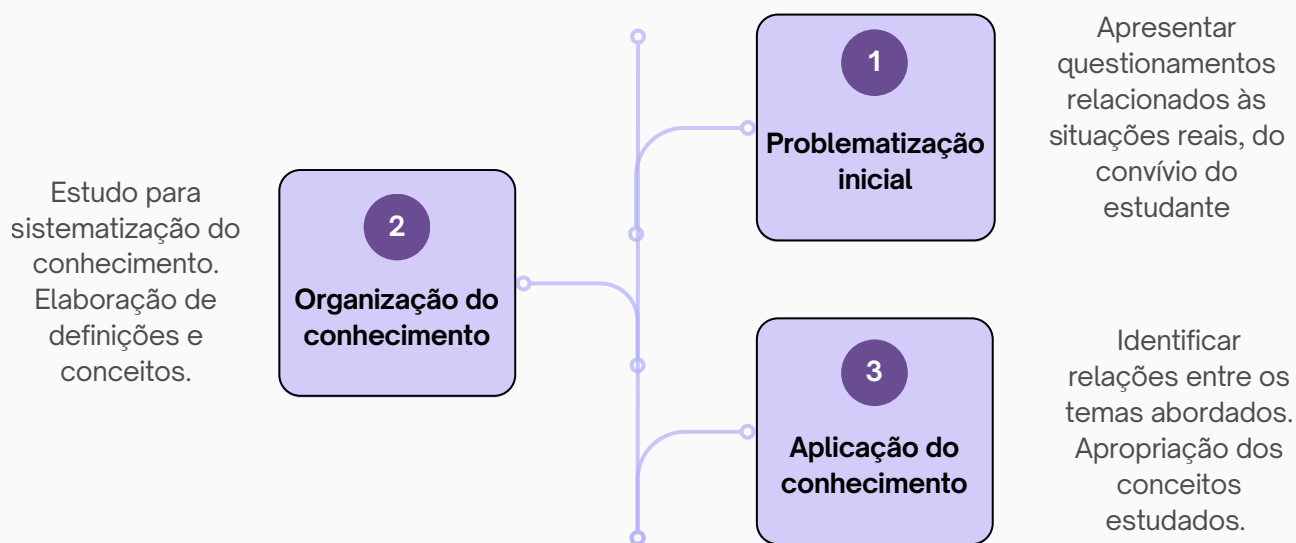 1
Problematização
inicial
Apresentar
questionamentos
relacionados às
situações reais, do
convívio do
estudante
2
Organização do
conhecimento
Estudo para
sistematização do
conhecimento.
Elaboração de
definições e
conceitos.
3
Aplicação do
conhecimento
Identificar
relações entre os
temas abordados.
Apropriação dos
conceitos
estudados.